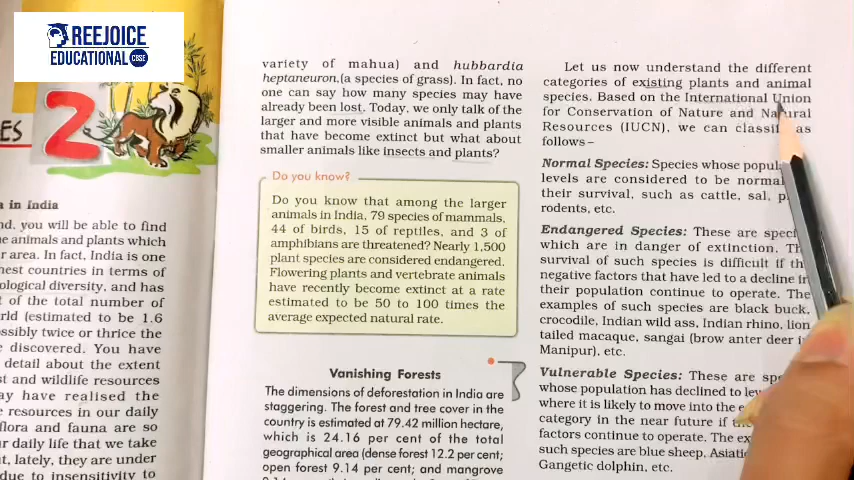 REEJOICE
EDUCATIONAL CBSE
ES
2
a in India
nd, you will be able to find
e animals and plants which
r area. In fact, India is one
hest countries in terms of
ological diversity, and has
t of the total number of
rld (estimated to be 1.6
ssibly twice or thrice the
e discovered. You have
detail about the extent
st and wildlife resources
ay have realised the
e resources in our daily
flora and fauna are so
r daily life that we take
t, lately, they are under
due to insensitivity to
variety of mahua) and hubbardia
heptaneuron,(a species of grass). In fact, no
one can say how many species may have
already been lost. Today, we only talk of the
larger and more visible animals and plants
that have become extinct but what about
smaller animals like insects and plants?
Do you know?
Do you know that among the larger
animals in India, 79 species of mammals,
44 of birds, 15 of reptiles, and 3 of
amphibians are threatened? Nearly 1,500
plant species are considered endangered.
Flowering plants and vertebrate animals
have recently become extinct at a rate
estimated to be 50 to 100 times the
average expected natural rate.
Vanishing Forests
The dimensions of deforestation in India are
staggering. The forest and tree cover in the
country is estimated at 79.42 million hectare,
which is 24.16 per cent of the total
geographical area (dense forest 12.2 per cent;
open forest 9.14 per cent; and mangrove
Let us now understand the different
categories of existing plants and animal
species. Based on the International Union
for Conservation of Nature and Natural
Resources (IUCN), we can classify as
follows–
Normal Species: Species whose popul
levels are considered to be normal
their survival, such as cattle, sal, p
rodents, etc.
Endangered Species: These are speci
which are in danger of extinction. Th
survival of such species is difficult if the
negative factors that have led to a decline in
their population continue to operate. The
examples of such species are black buck,
crocodile, Indian wild ass, Indian rhino, lion
tailed macaque, sangai (brow anter deer i
Manipur), etc.
Vulnerable Species: These are sp
whose population has declined to lev
where it is likely to move into the e
category in the near future if the
factors continue to operate. The ex
such species are blue sheep, Asiati
Gangetic dolphin, etc.